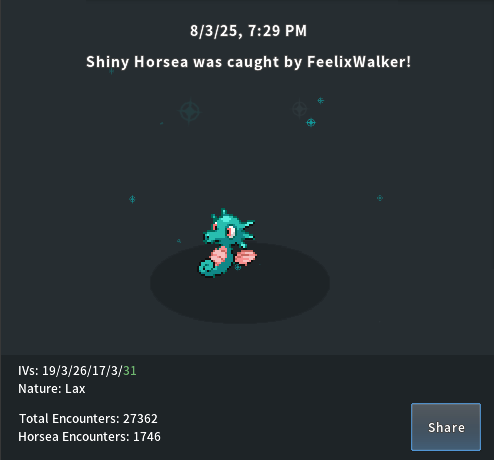 8/3/25, 7:29 PM
Shiny Horsea was caught by FeelixWalker!
IVs: 19/3/26/17/3/31
Nature: Lax
Total Encounters: 27362
Horsea Encounters: 1746
Share